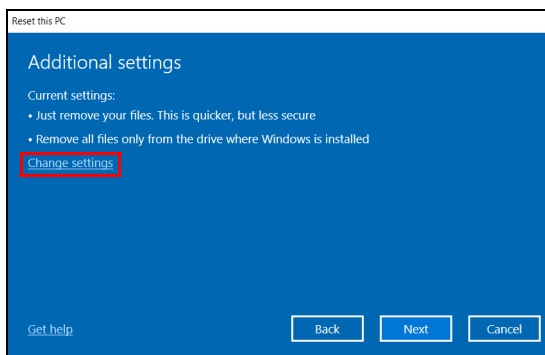 Reset this PC
Additional settings
Current settings:
• Just remove your files. This is quicker, but less secure
• Remove all files only from the drive where Windows is installed
Change settings
Get help
Back
Next
Cancel